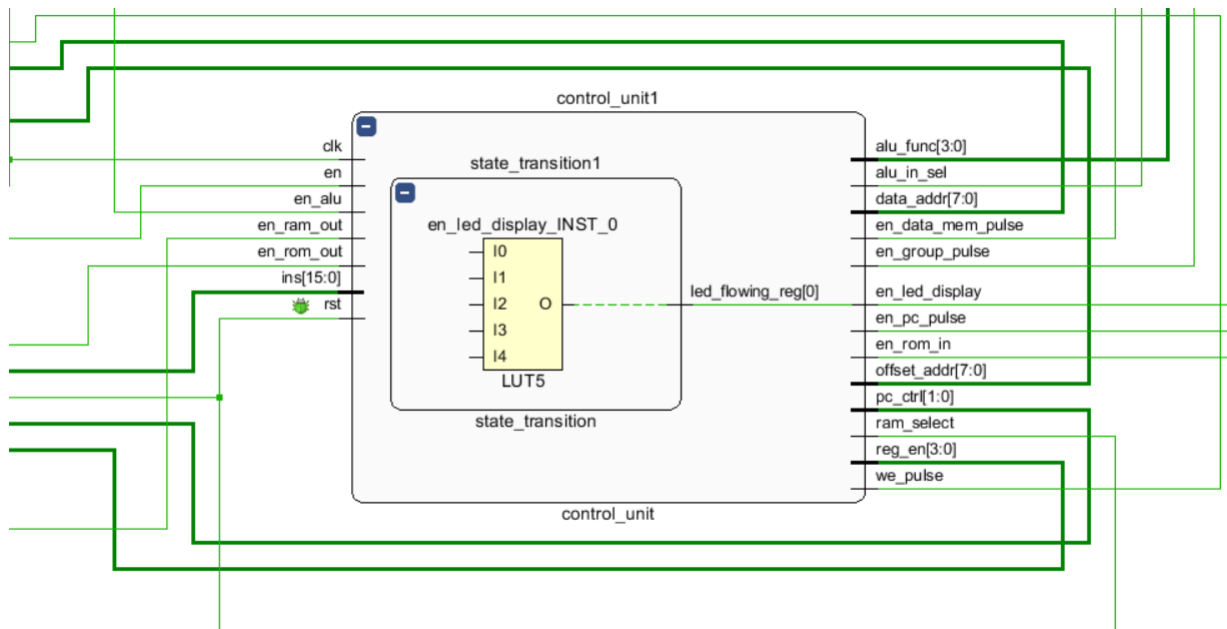 control_unit1
clk
en
en_alu
en_ram_out
en_rom_out
ins[15:0]
rst
state_transition1
en_led_display_INST_0
I0
I1
I2
I3
I4
O
LUT5
state_transition
led_flowing_reg[0]
alu_func[3:0]
alu_in_sel
data_addr[7:0]
en_data_mem_pulse
en_group_pulse
en_led_display
en_pc_pulse
en_rom_in
offset_addr[7:0]
pc_ctrl[1:0]
ram_select
reg_en[3:0]
we_pulse
control_unit